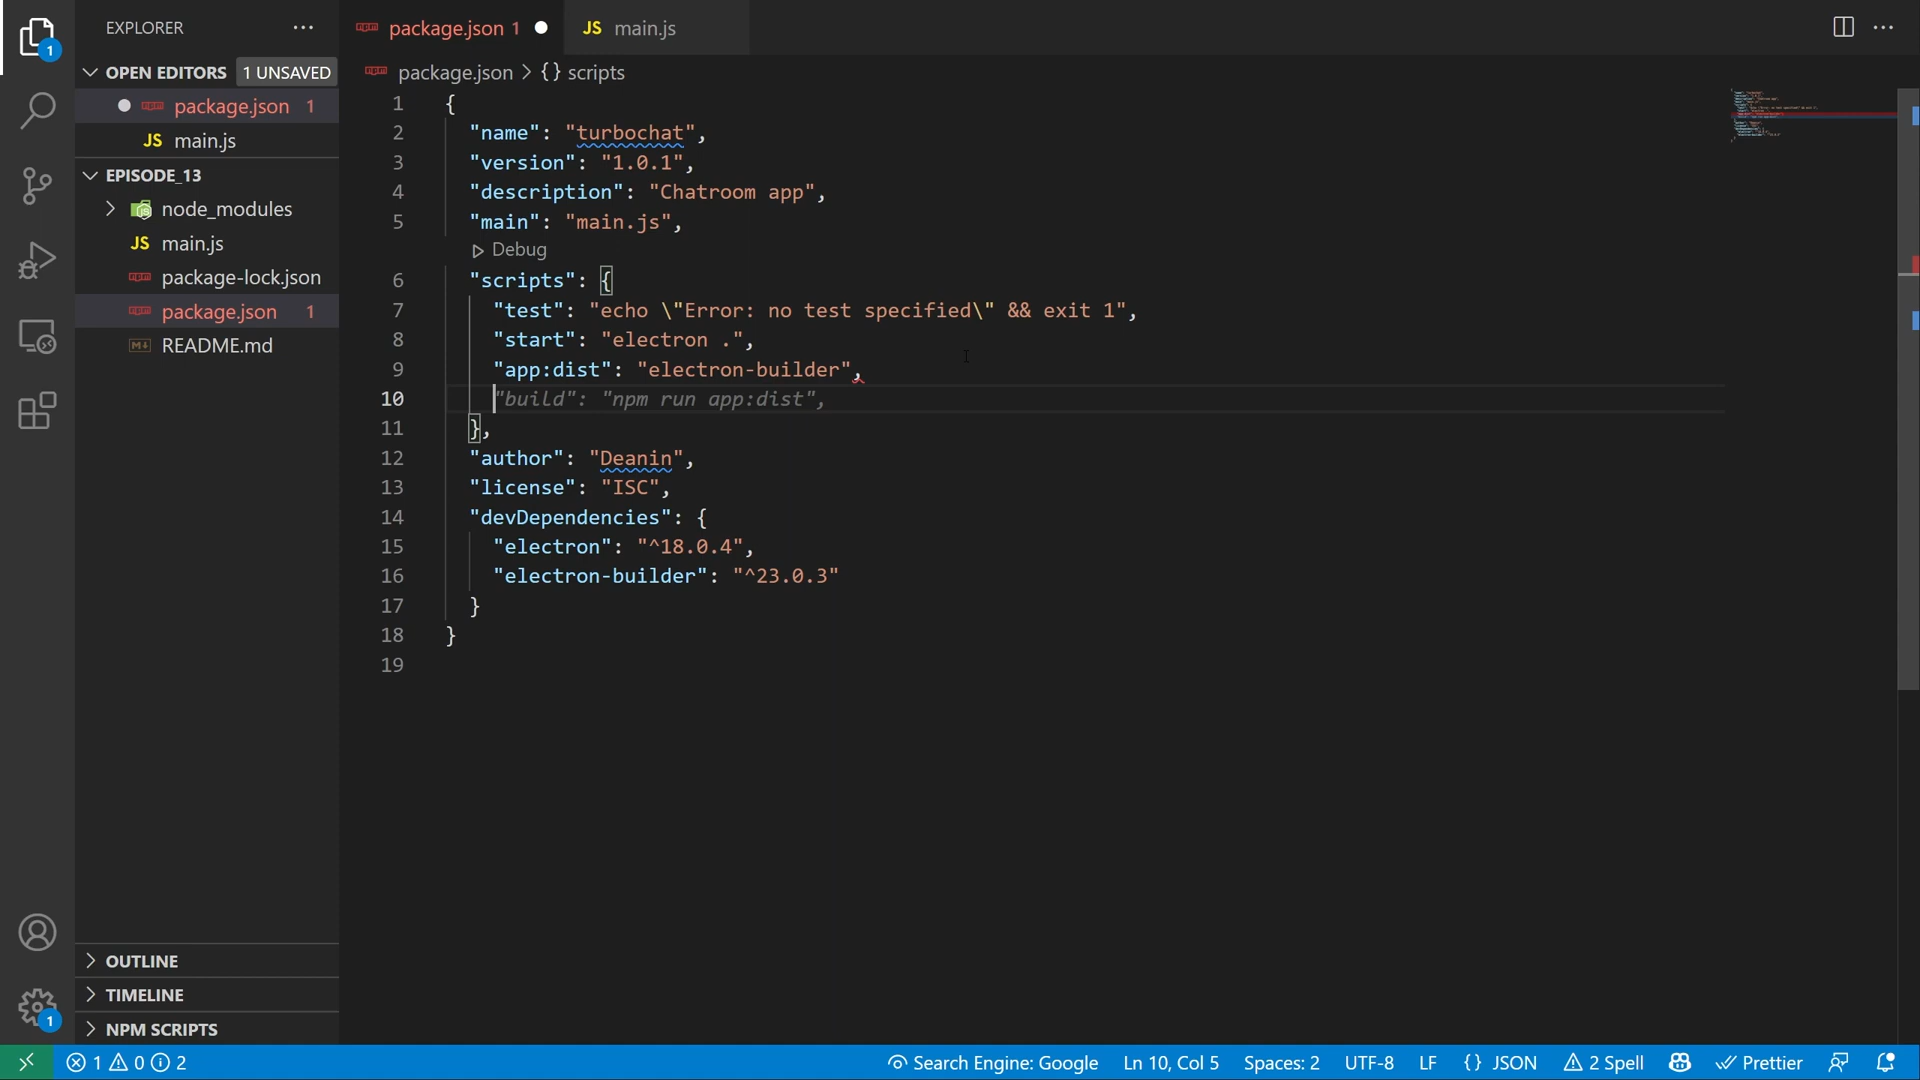 EXPLORER
OPEN EDITORS 1 UNSAVED
package.json 1
JS main.js
EPISODE_13
node_modules
JS main.js
package-lock.json
package.json 1
README.md
OUTLINE
TIMELINE
NPM SCRIPTS
1
1
package.json 1
JS main.js
package.json > {} scripts
1 {
2 "name": "turbochat",
3 "version": "1.0.1",
4 "description": "Chatroom app",
5 "main": "main.js",
Debug
6 "scripts": {
7 "test": "echo \"Error: no test specified\" && exit 1",
8 "start": "electron .",
9 "app:dist": "electron-builder",
10 "build": "npm run app:dist",
11 },
12 "author": "Deanin",
13 "license": "ISC",
14 "devDependencies": {
15 "electron": "^18.0.4",
16 "electron-builder": "^23.0.3"
17 }
18 }
19
1 0 2
Search Engine: Google Ln 10, Col 5 Spaces: 2 UTF-8 LF {} JSON 2 Spell Prettier